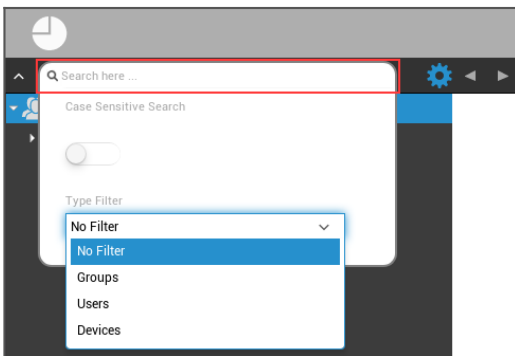 Search here ...
Case Sensitive Search
Type Filter
No Filter
No Filter
Groups
Users
Devices